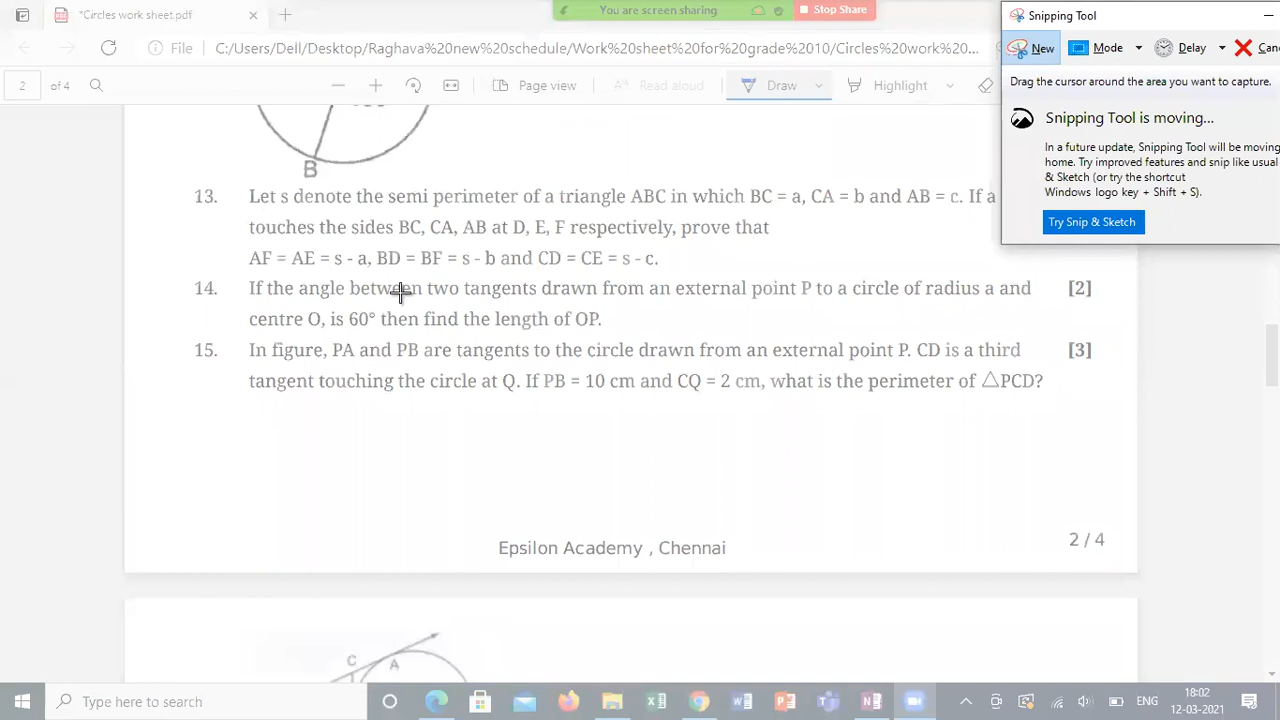 *Circles work sheet.pdf
You are screen sharing
Stop Share
Snipping Tool
File
C:/Users/Dell/Desktop/Raghava%20new%20schedule/Work%20sheet%20for%20grade%2010/Circles%20work%20...
New
Mode
Delay
Can
2 of 4
Page view
Read aloud
Draw
Highlight
Drag the cursor around the area you want to capture.
Snipping Tool is moving...
In a future update, Snipping Tool will be moving
home. Try improved features and snip like usual
& Sketch (or try the shortcut
Windows logo key + Shift + S).
Try Snip & Sketch
B
13. Let s denote the semi perimeter of a triangle ABC in which BC = a, CA = b and AB = c. If a
touches the sides BC, CA, AB at D, E, F respectively, prove that
AF = AE = s - a, BD = BF = s - b and CD = CE = s - c.
14. If the angle between two tangents drawn from an external point P to a circle of radius a and [2]
centre O, is 60° then find the length of OP.
15. In figure, PA and PB are tangents to the circle drawn from an external point P. CD is a third [3]
tangent touching the circle at Q. If PB = 10 cm and CQ = 2 cm, what is the perimeter of △PCD?
Epsilon Academy , Chennai
2 / 4
C
A
Type here to search
ENG
18:02
12-03-2021